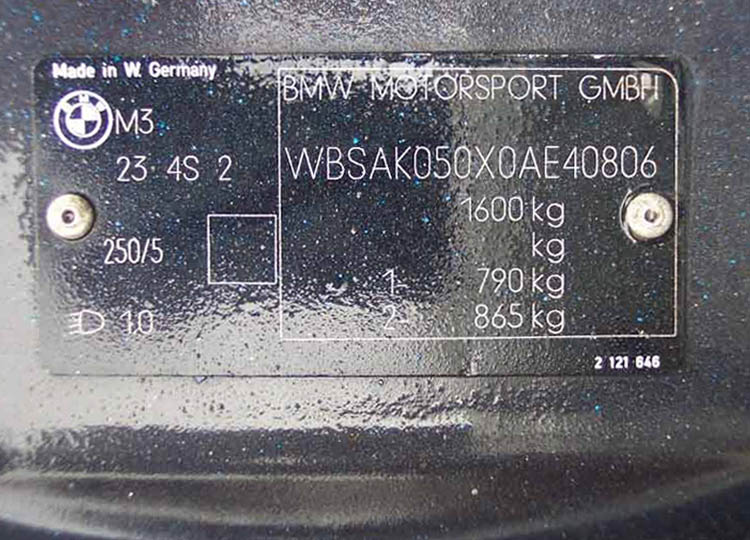 Made in W. Germany
BMW MOTORSPORT GMBH
BMW
M3
23 4S 2
WBSAK050X0AE40806
1600 kg
kg
250/5
1- 790 kg
2- 865 kg
1.0
2 121 646